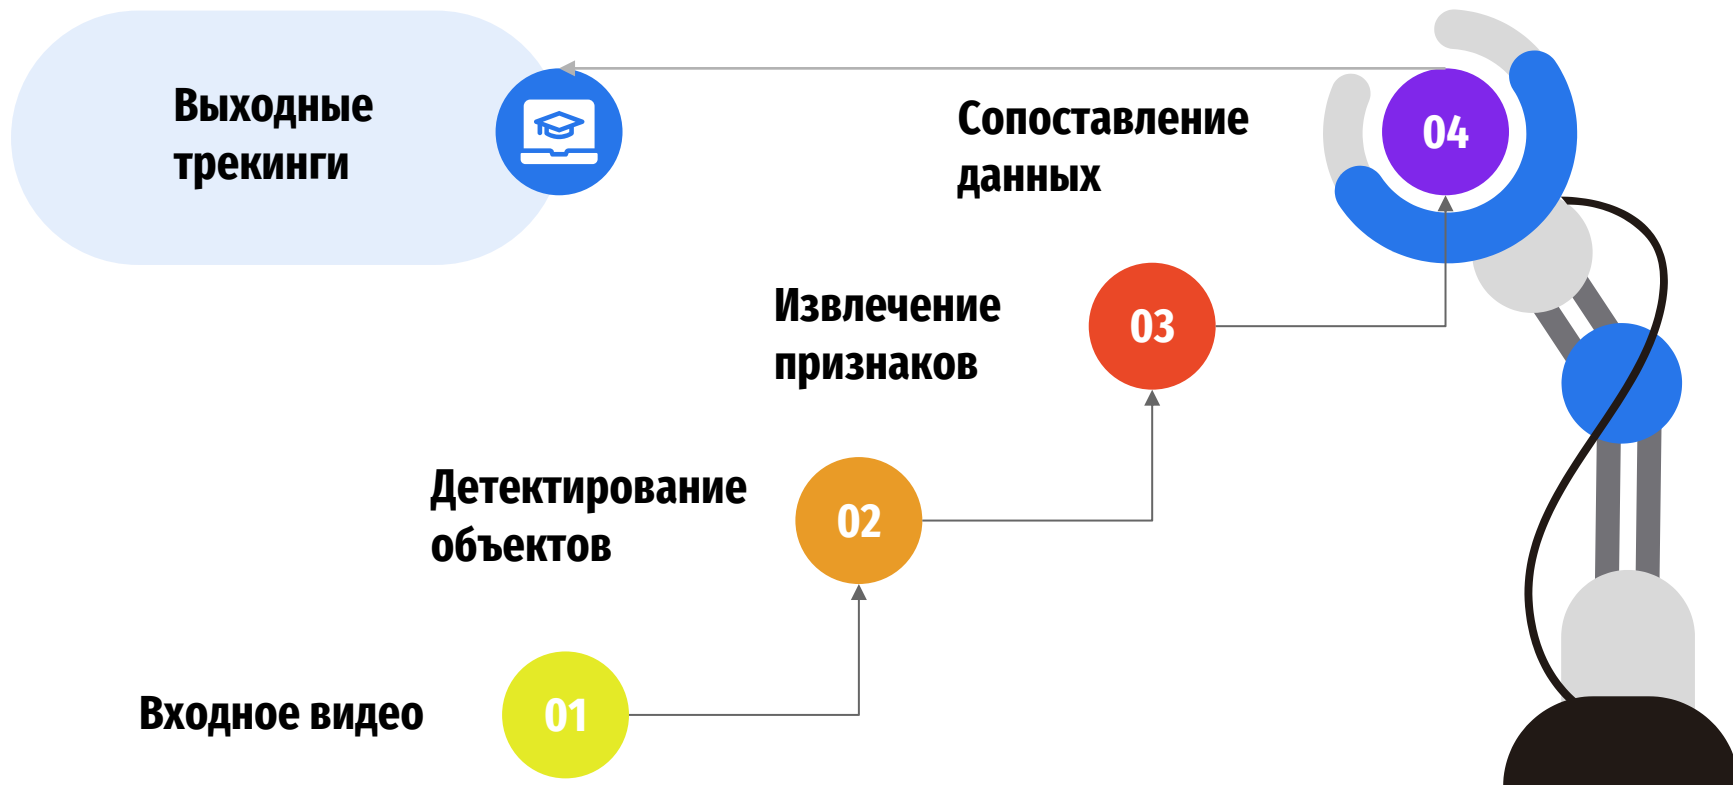 Выходные
трекинги
Сопоставление
данных
04
Извлечение
признаков
03
Детектирование
объектов
02
Входное видео
01